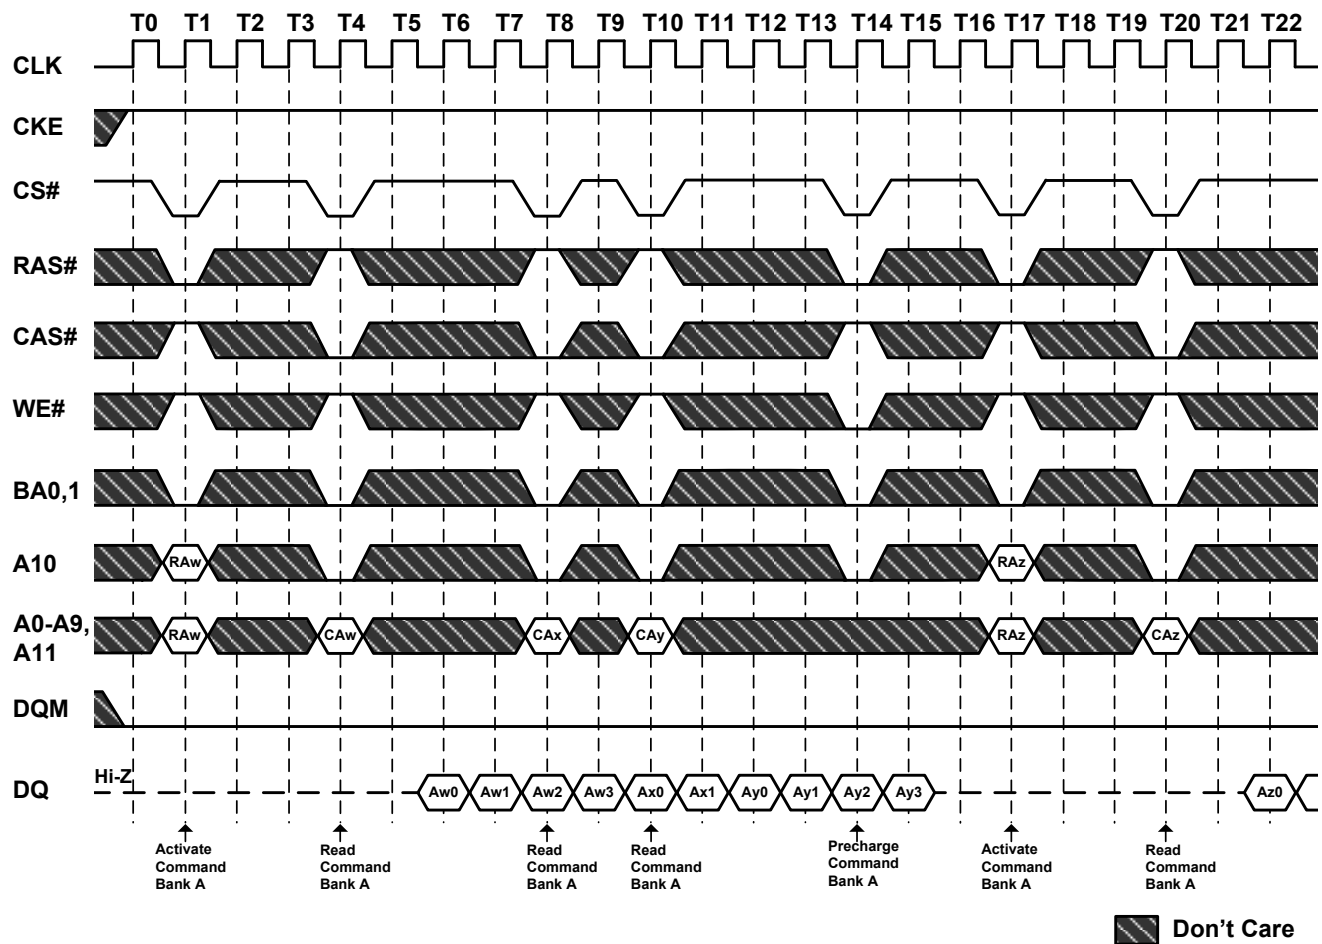 T0 T1 T2 T3 T4 T5 T6 T7 T8 T9 T10 T11 T12 T13 T14 T15 T16 T17 T18 T19 T20 T21 T22
CLK
CKE
CS#
RAS#
CAS#
WE#
BA0,1
A10 RAw RAz
A0-A9,
A11 RAw CAw CAx CAy RAz CAz
DQM
Hi-Z
DQ Aw0 Aw1 Aw2 Aw3 Ax0 Ax1 Ay0 Ay1 Ay2 Ay3 Az0
Activate
Command
Bank A
Read
Command
Bank A
Read
Command
Bank A
Read
Command
Bank A
Precharge
Command
Bank A
Activate
Command
Bank A
Read
Command
Bank A
Don't Care